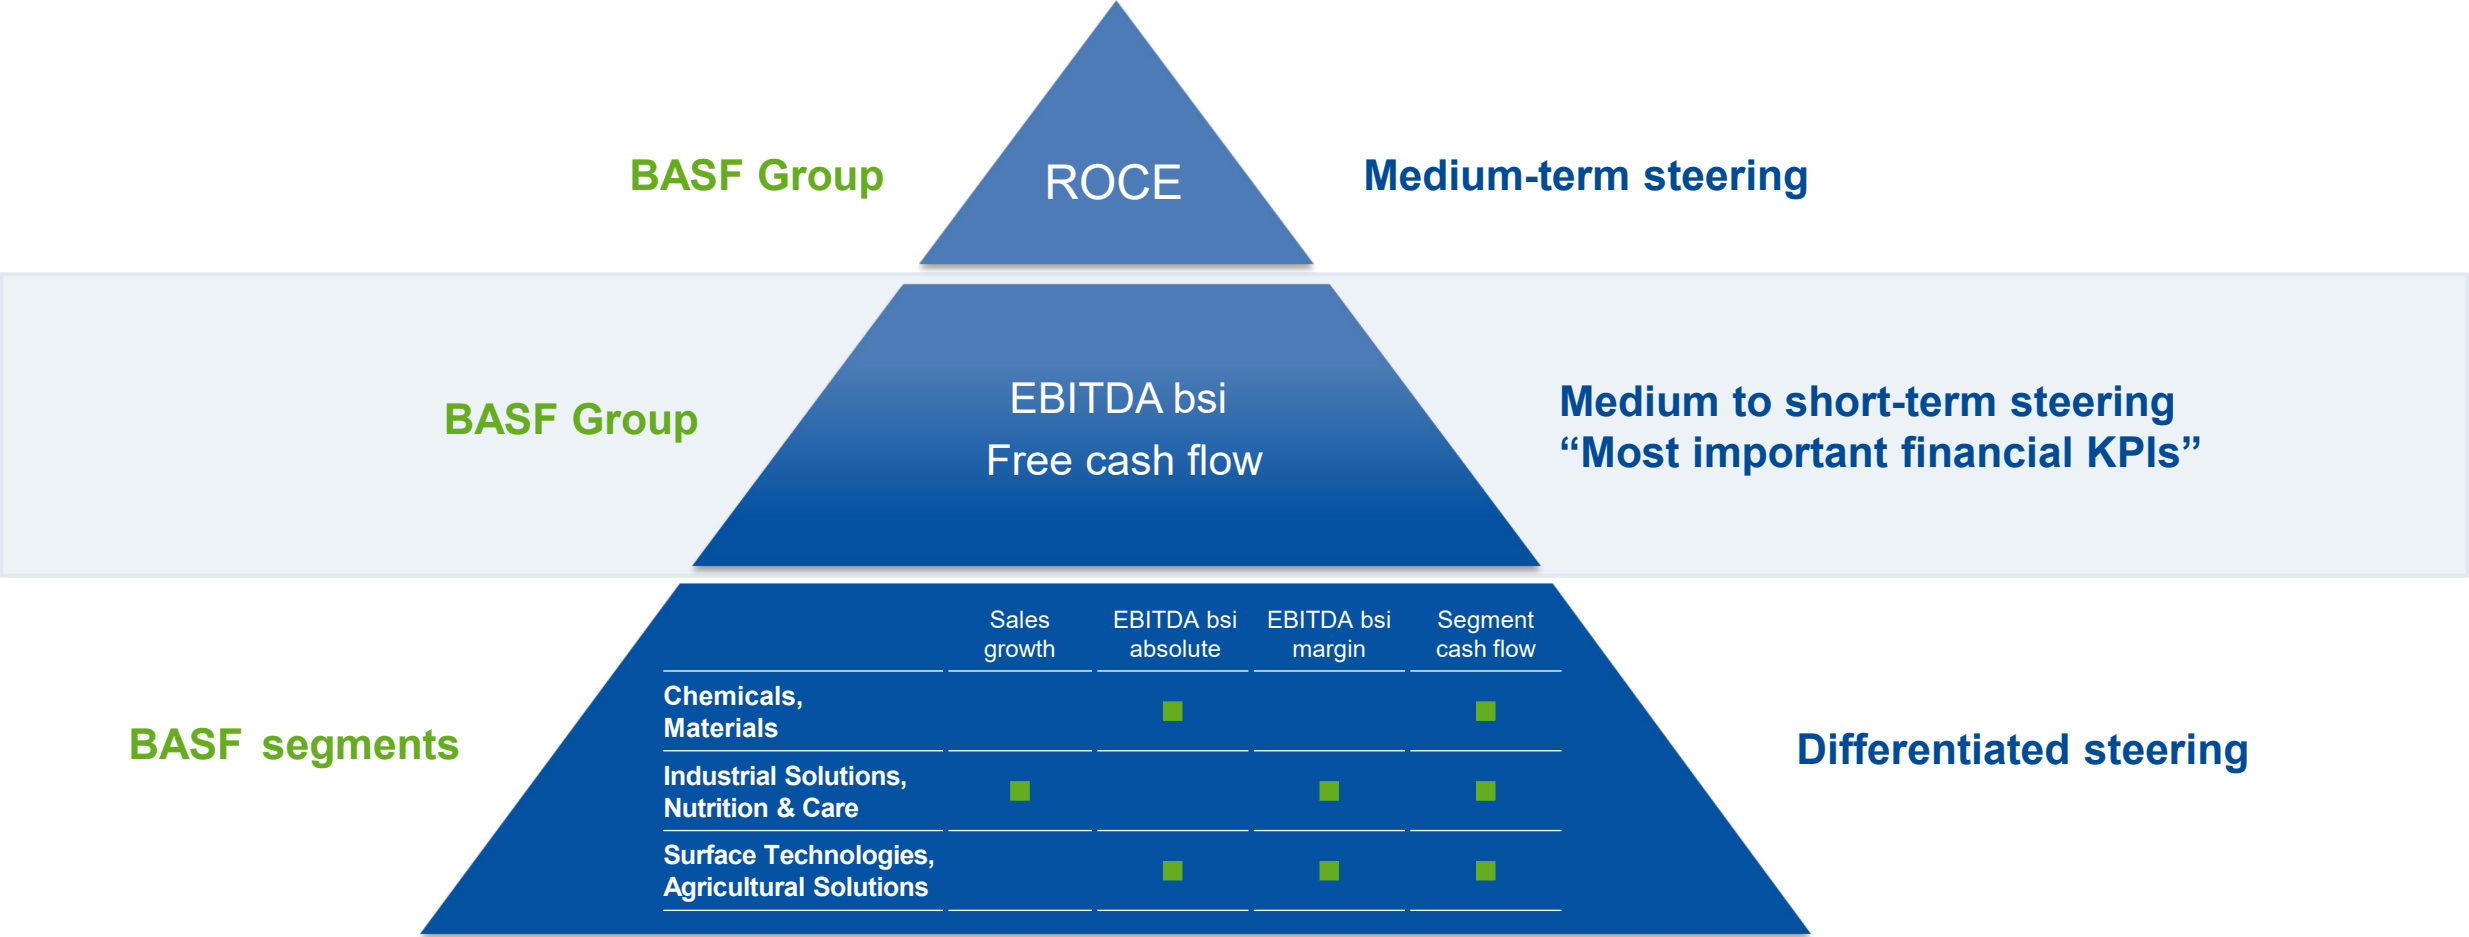 BASF Group
ROCE
Medium-term steering
BASF Group
EBITDA bsi
Free cash flow
Medium to short-term steering
“Most important financial KPIs”
BASF segments
Sales
growth
EBITDA bsi
absolute
EBITDA bsi
margin
Segment
cash flow
Chemicals,
Materials
Industrial Solutions,
Nutrition & Care
Surface Technologies,
Agricultural Solutions
Differentiated steering